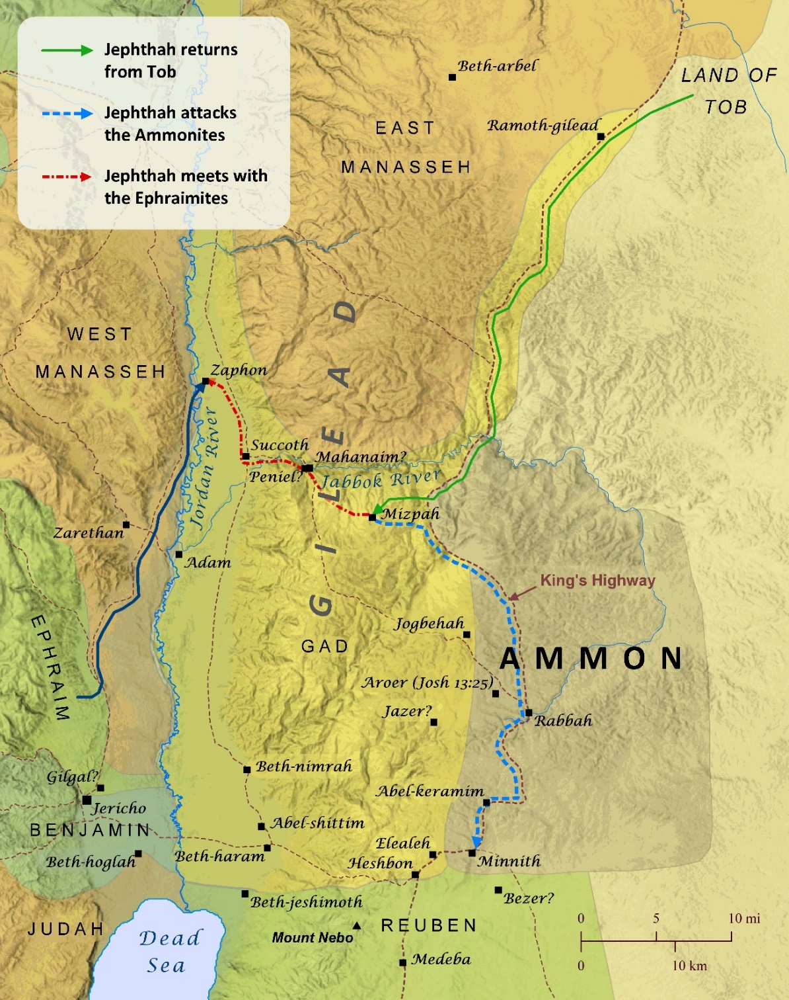 Jephthah returns
from Tob
Jephthah attacks
the Ammonites
Jephthah meets with
the Ephraimites
Beth-arbel
LAND OF
TOB
EAST
MANASSEH
Ramoth-gilead
WEST
MANASSEH
GILEAD
Zaphon
Jordan River
Succoth
Mahanaim?
Peniel?
Jabbok River
Mizpah
Zarethan
Adam
King's Highway
EPHRAIM
Jogbehah
GAD
AMMON
Aroer (Josh 13:25)
Jazer?
Rabbah
Beth-nimrah
Gilgal?
Jericho
Abel-keramim
BENJAMIN
Abel-shittim
Beth-hoglah
Beth-haram
Elealeh
Heshbon
Minnith
Beth-jeshimoth
Bezer?
JUDAH
Dead
Sea
Mount Nebo
REUBEN
Medeba
0 5 10 mi
0 10 km